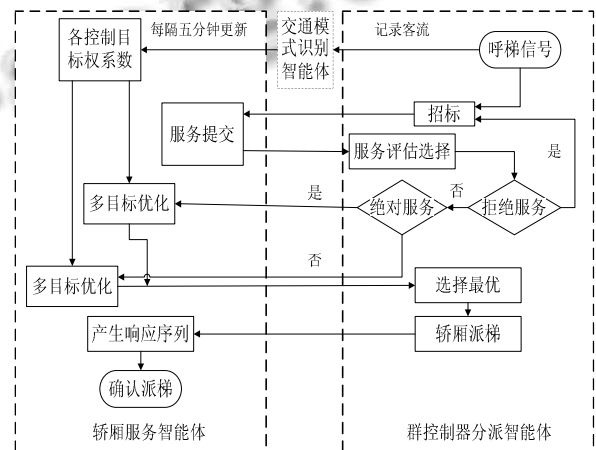 各控制目
标权系数
每隔五分钟更新
交通模
式识别
智能体
记录客流
呼梯信号
招标
服务提交
服务评估选择
是
多目标优化
是
绝对服务
否
拒绝服务
否
多目标优化
选择最优
产生响应序列
轿厢派梯
确认派梯
轿厢服务智能体
群控制器分派智能体